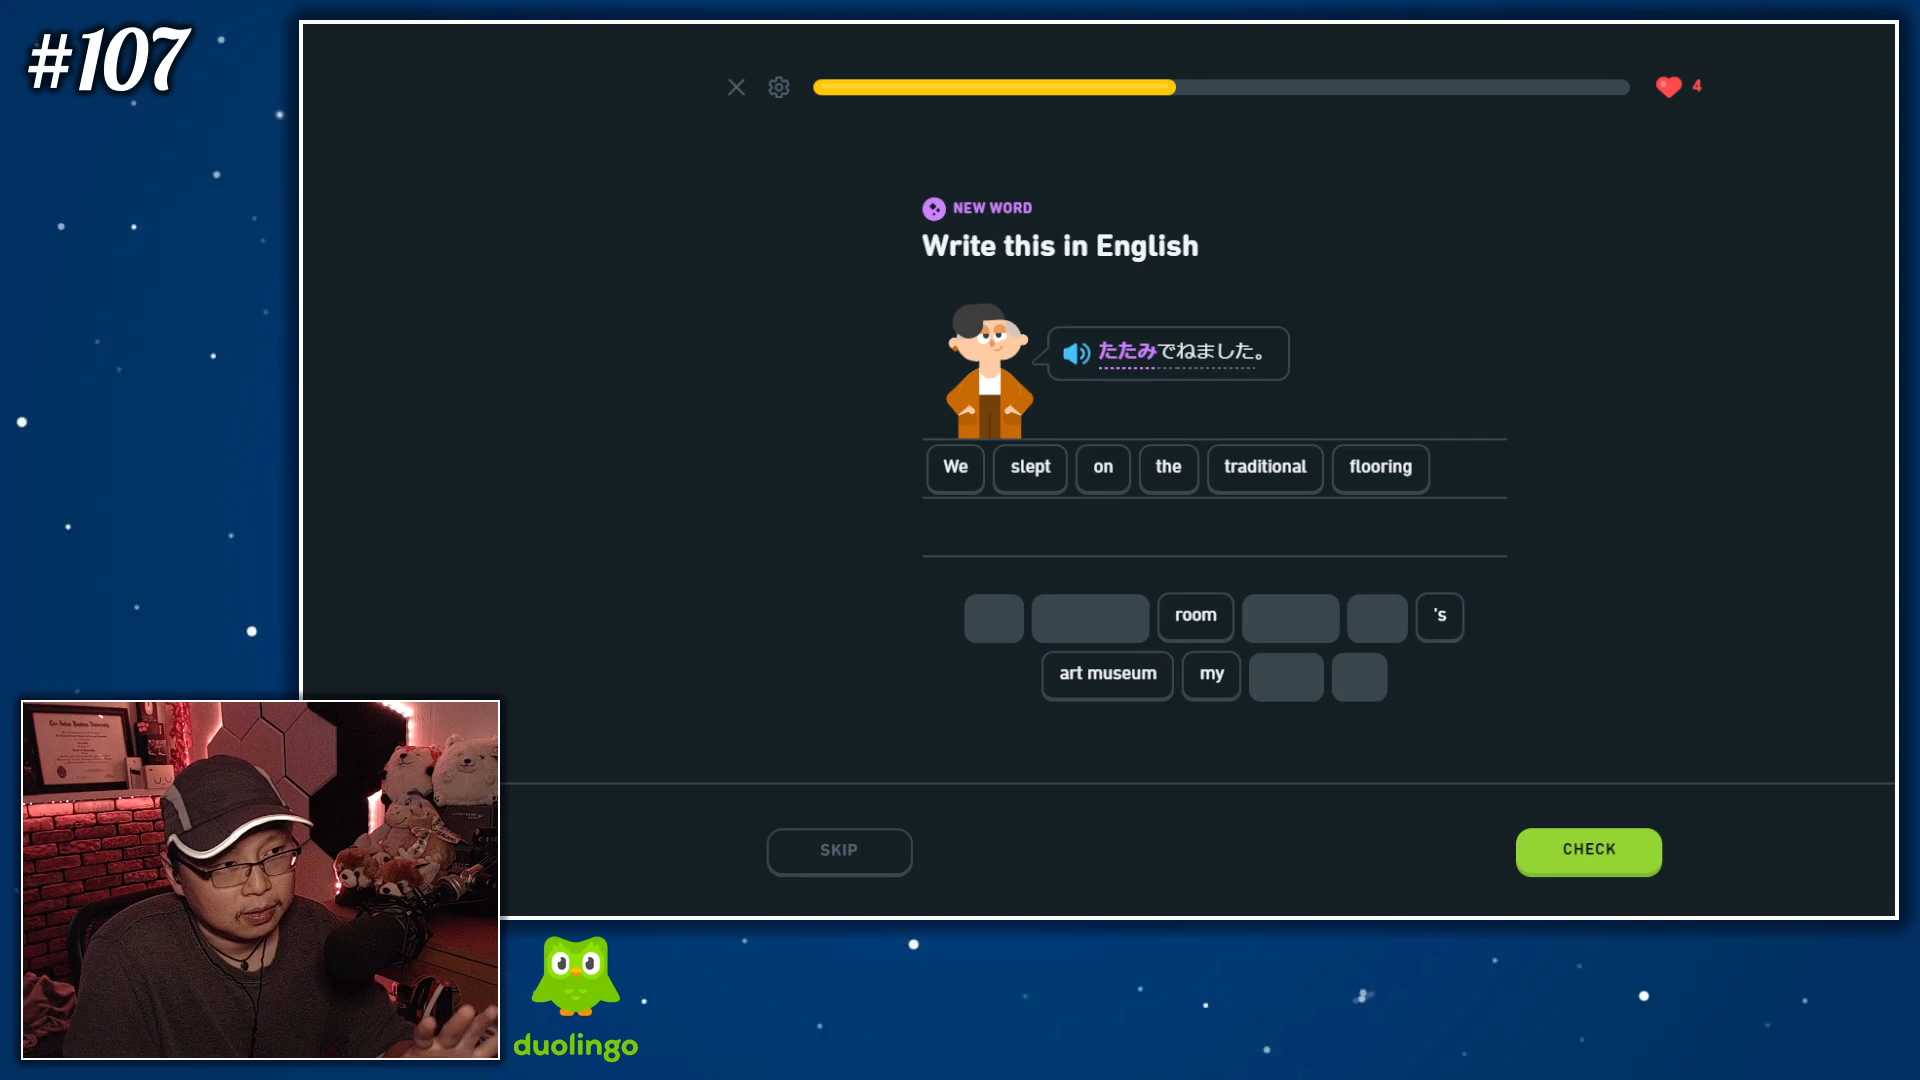 #107
4
NEW WORD
Write this in English
たたみでねました。
We slept on the traditional flooring
room 's
art museum my
SKIP
CHECK
duolingo